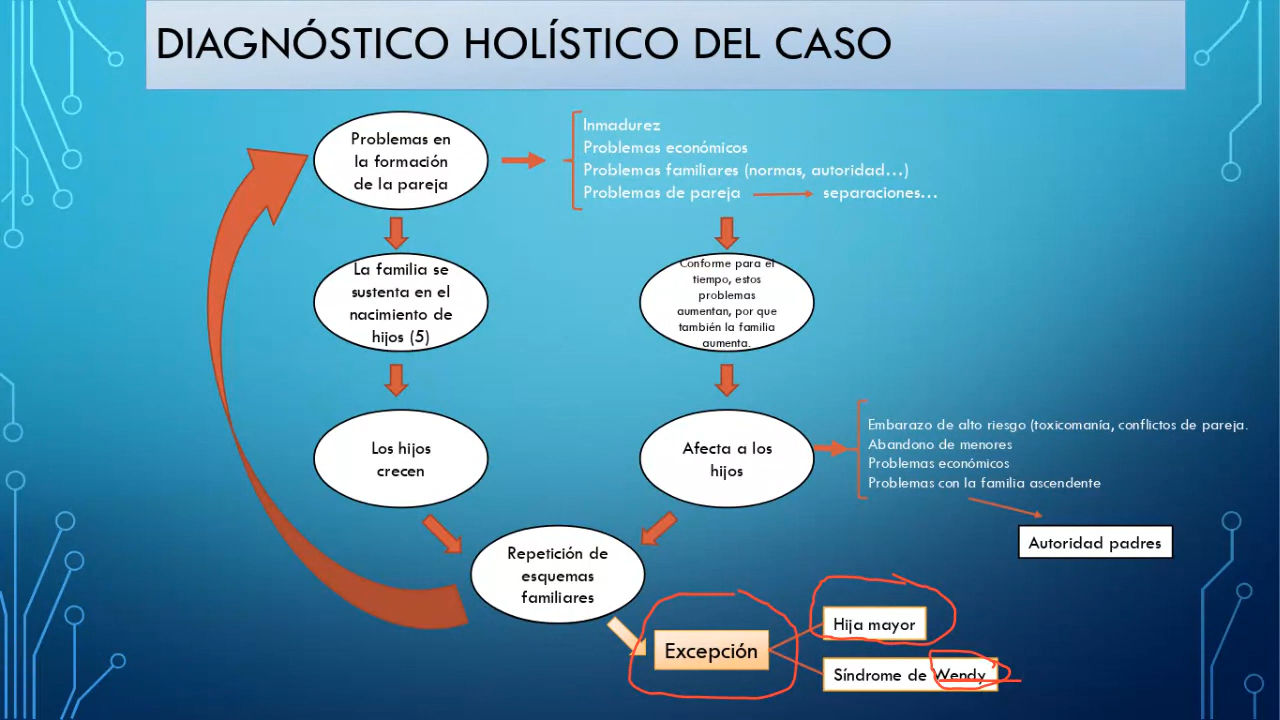 DIAGNÓSTICO HOLÍSTICO DEL CASO
Problemas en
la formación
de la pareja
Inmadurez
Problemas económicos
Problemas familiares (normas, autoridad…)
Problemas de pareja
separaciones…
La familia se
sustenta en el
nacimiento de
hijos (5)
Conforme para el
tiempo, estos
problemas
aumentan, por que
también la familia
aumenta.
Los hijos
crecen
Afecta a los
hijos
Embarazo de alto riesgo (toxicomanía, conflictos de pareja.
Abandono de menores
Problemas económicos
Problemas con la familia ascendente
Autoridad padres
Repetición de
esquemas
familiares
Excepción
Hija mayor
Síndrome de Wendy